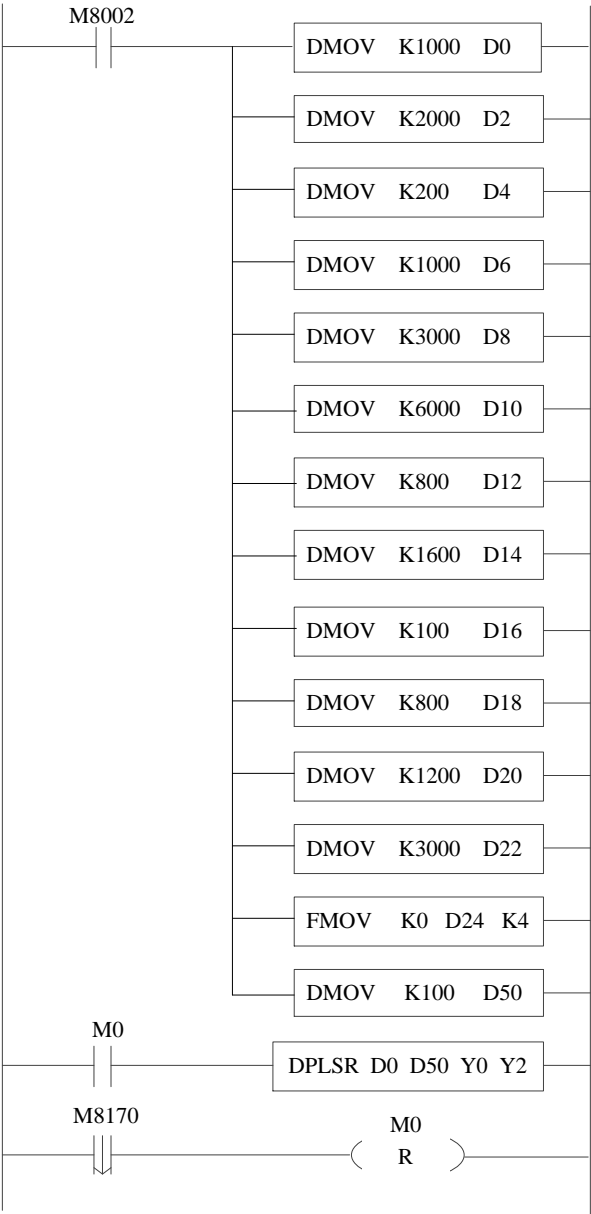 M8002
DMOV K1000 D0
DMOV K2000 D2
DMOV K200 D4
DMOV K1000 D6
DMOV K3000 D8
DMOV K6000 D10
DMOV K800 D12
DMOV K1600 D14
DMOV K100 D16
DMOV K800 D18
DMOV K1200 D20
DMOV K3000 D22
FMOV K0 D24 K4
DMOV K100 D50
M0
DPLSR D0 D50 Y0 Y2
M8170
M0
R